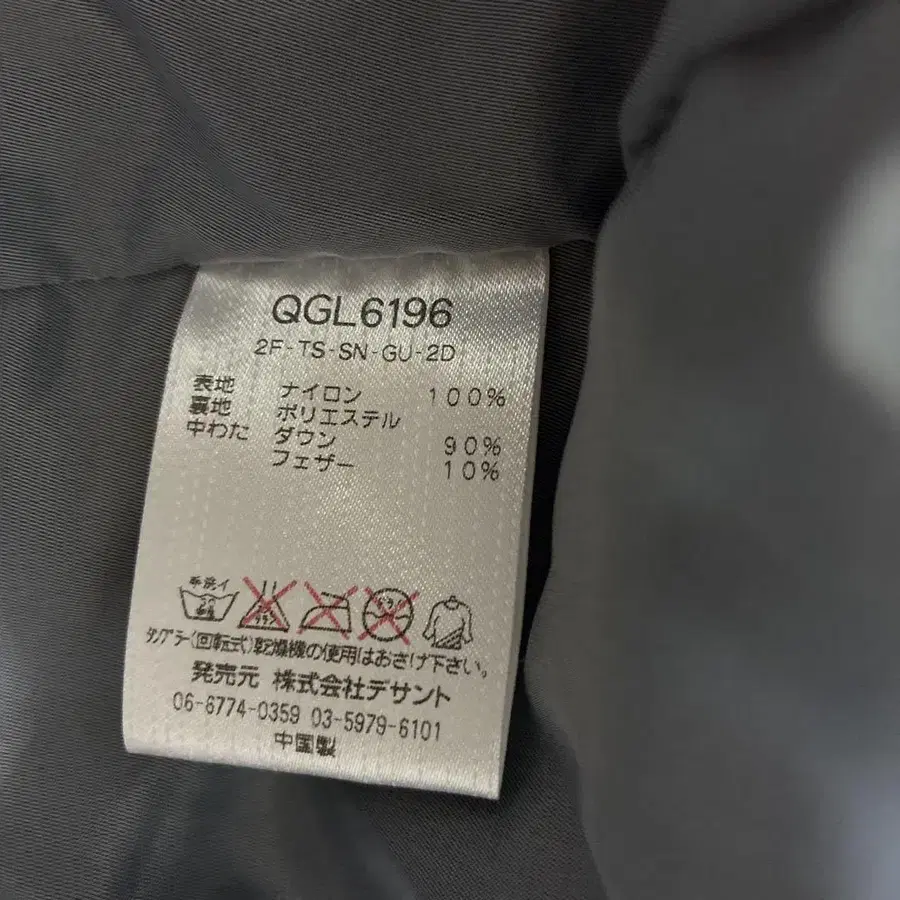 QGL6196
2F-TS-SN-GU-2D
表地 ナイロン 100%
裏地 ポリエステル
中わた ダウン 90%
フェザー 10%
手洗イ
タンブラー(回転式)乾燥機の使用はおさけ下さい。
発売元 株式会社デサント
06-6774-0359 03-5979-6101
中国製